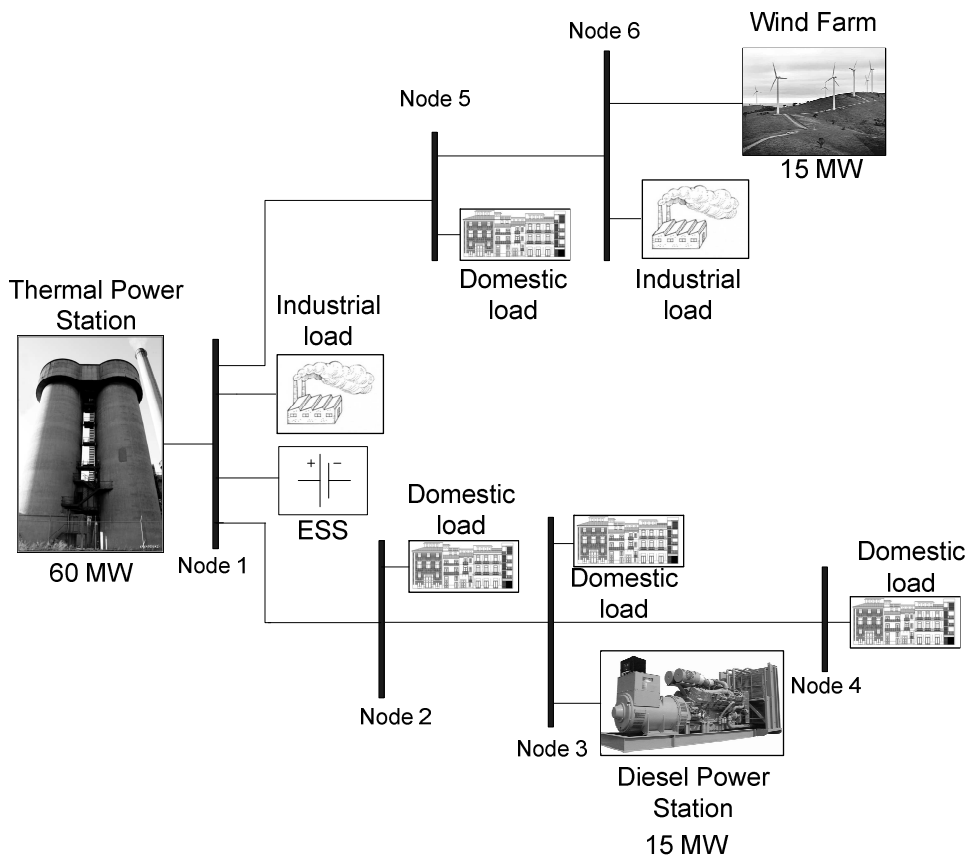 Wind Farm
Node 6
Node 5
15 MW
Domestic
load
Industrial
load
Thermal Power
Station
Industrial
load
+ -
ESS
Node 1
60 MW
Domestic
load
Domestic
load
Domestic
load
Node 2
Node 3
Node 4
Diesel Power
Station
15 MW